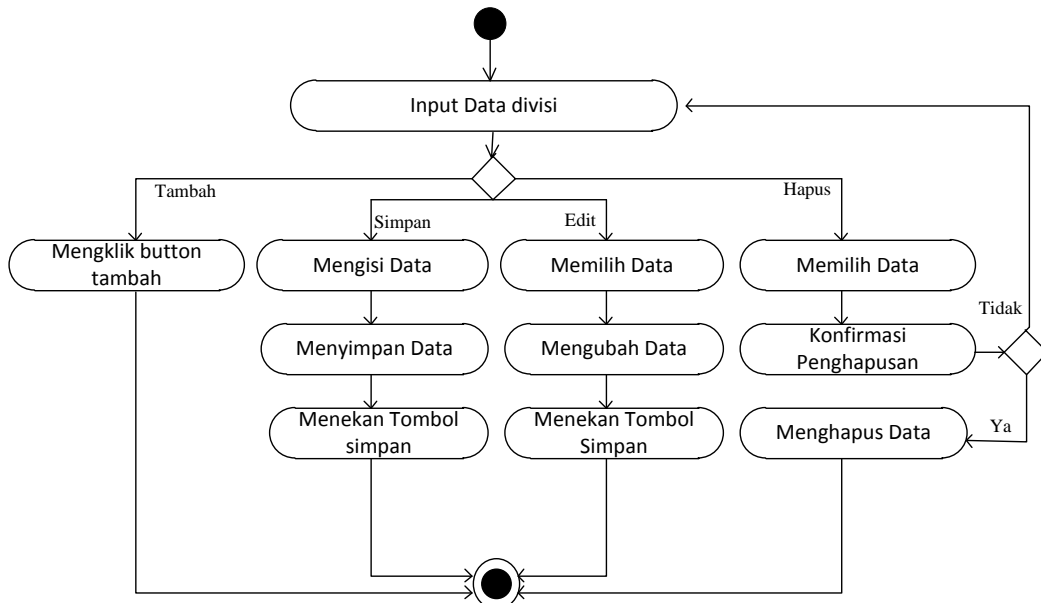 Input Data divisi
Tambah
Hapus
Simpan
Edit
Mengklik button
tambah
Mengisi Data
Memilih Data
Memilih Data
Tidak
Menyimpan Data
Mengubah Data
Konfirmasi
Penghapusan
Menekan Tombol
simpan
Menekan Tombol
Simpan
Menghapus Data
Ya